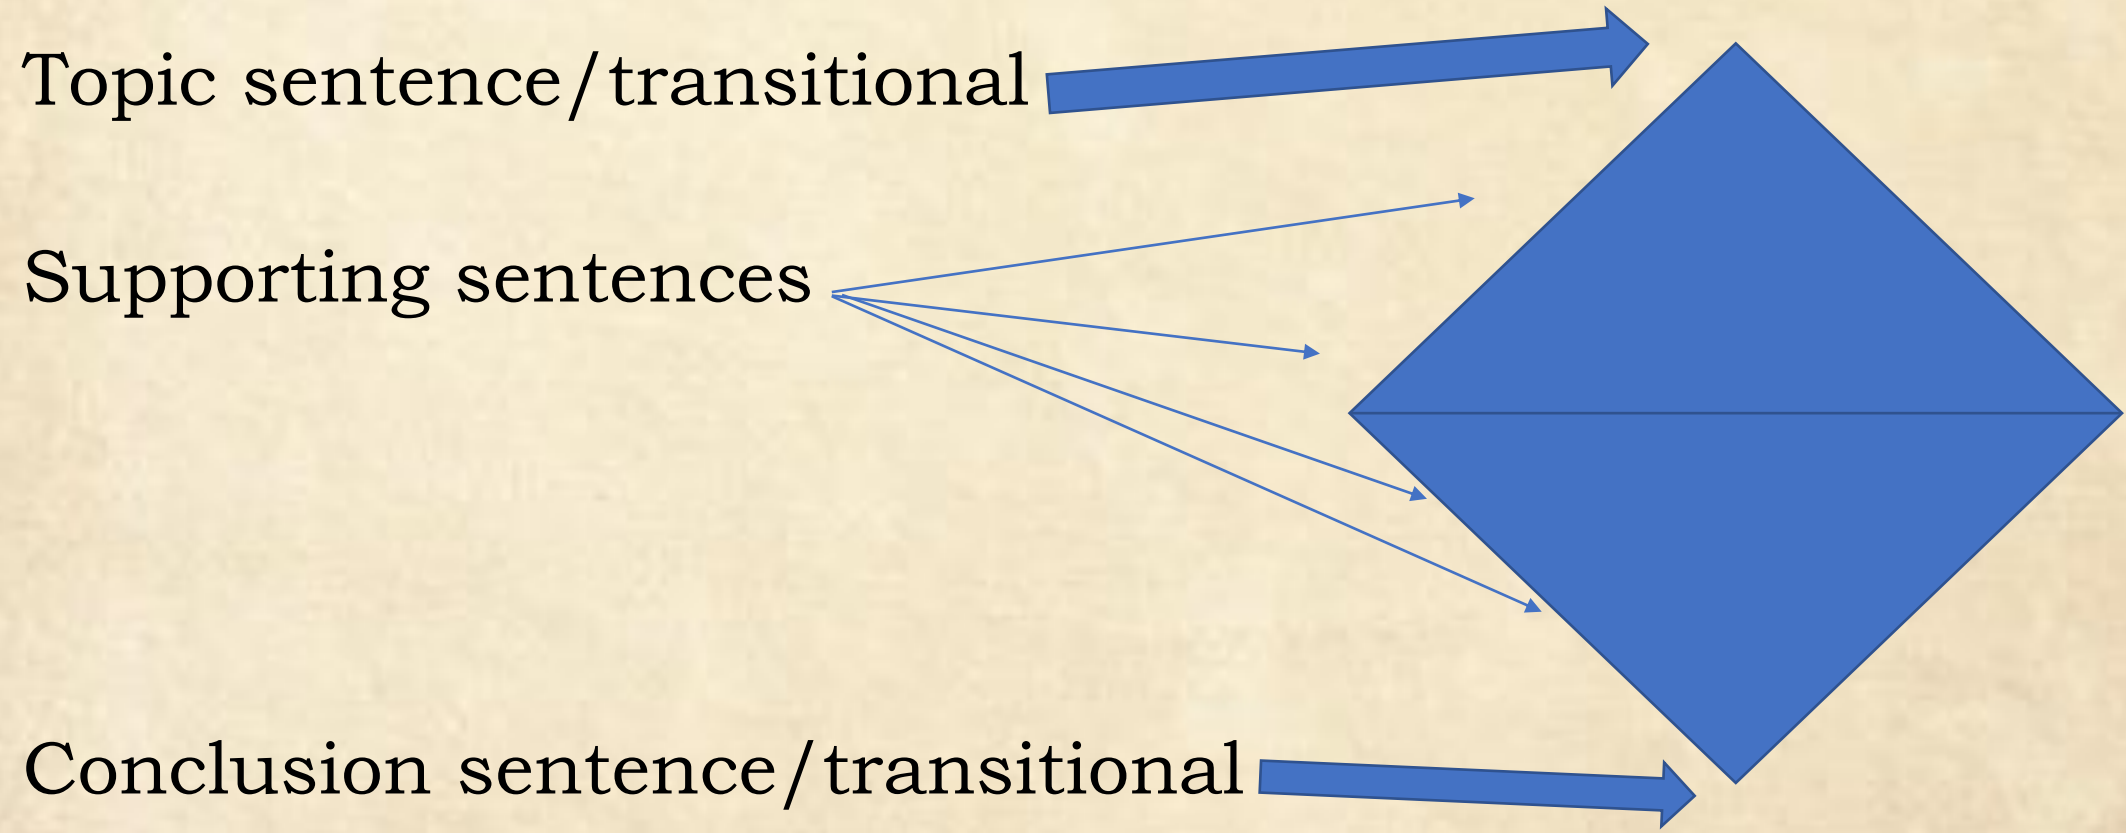 Topic sentence/transitional
Supporting sentences
Conclusion sentence/transitional